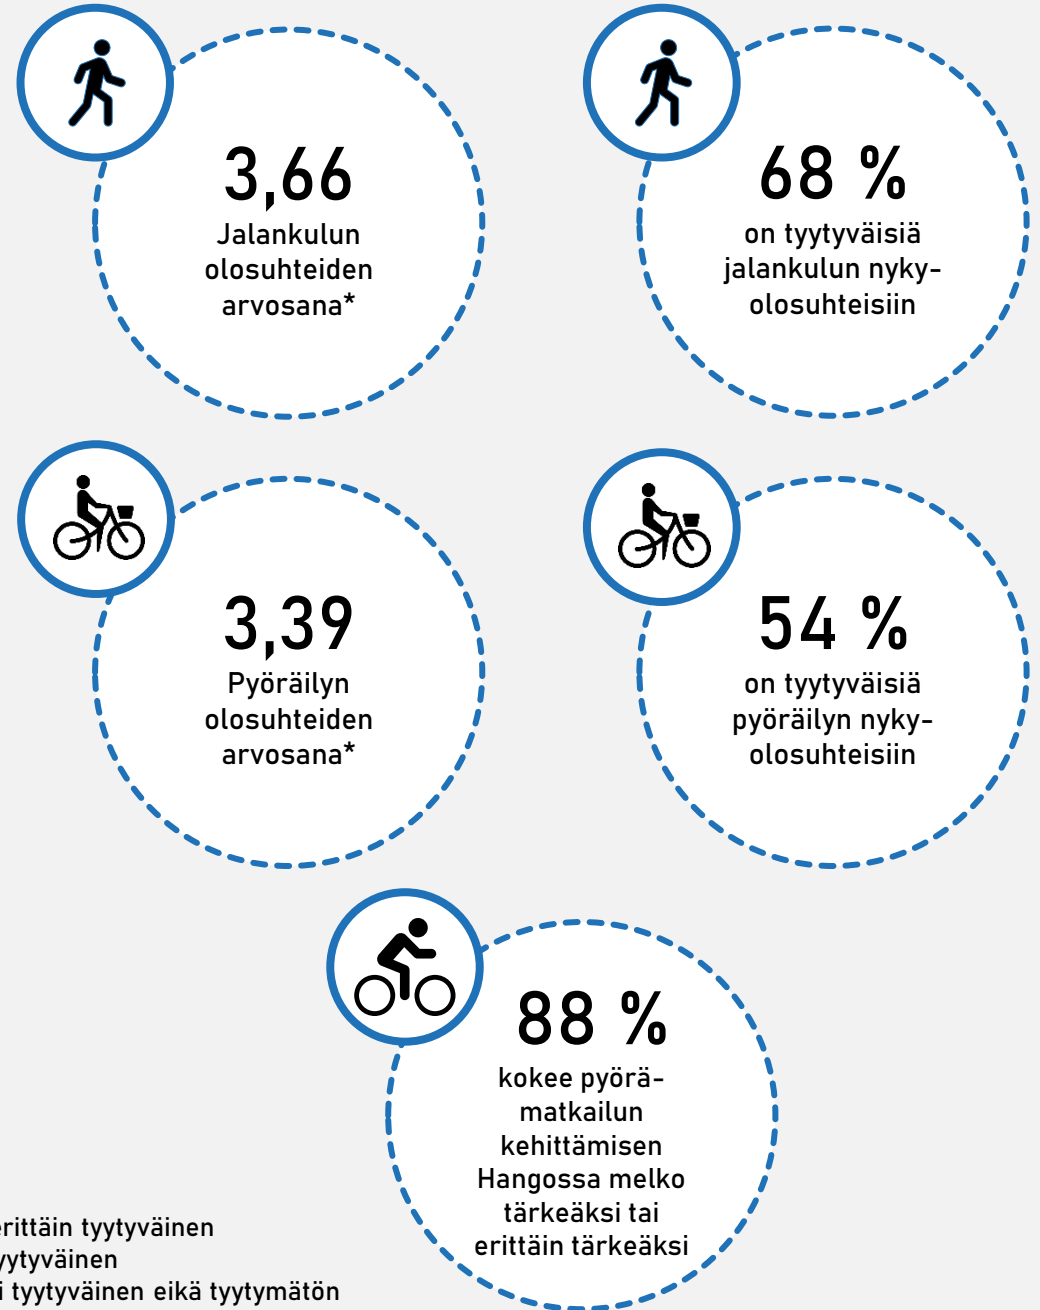 3,66
Jalankulun
olosuhteiden
arvosana*
68 %
on tyytyväisiä
jalankulun nyky-
olosuhteisiin
3,39
Pyöräilyn
olosuhteiden
arvosana*
54 %
on tyytyväisiä
pyöräilyn nyky-
olosuhteisiin
88 %
kokee pyörä-
matkailun
kehittämisen
Hangossa melko
tärkeäksi tai
erittäin tärkeäksi
erittäin tyytyväinen
tyytyväinen
tyytyväinen eikä tyytymätön